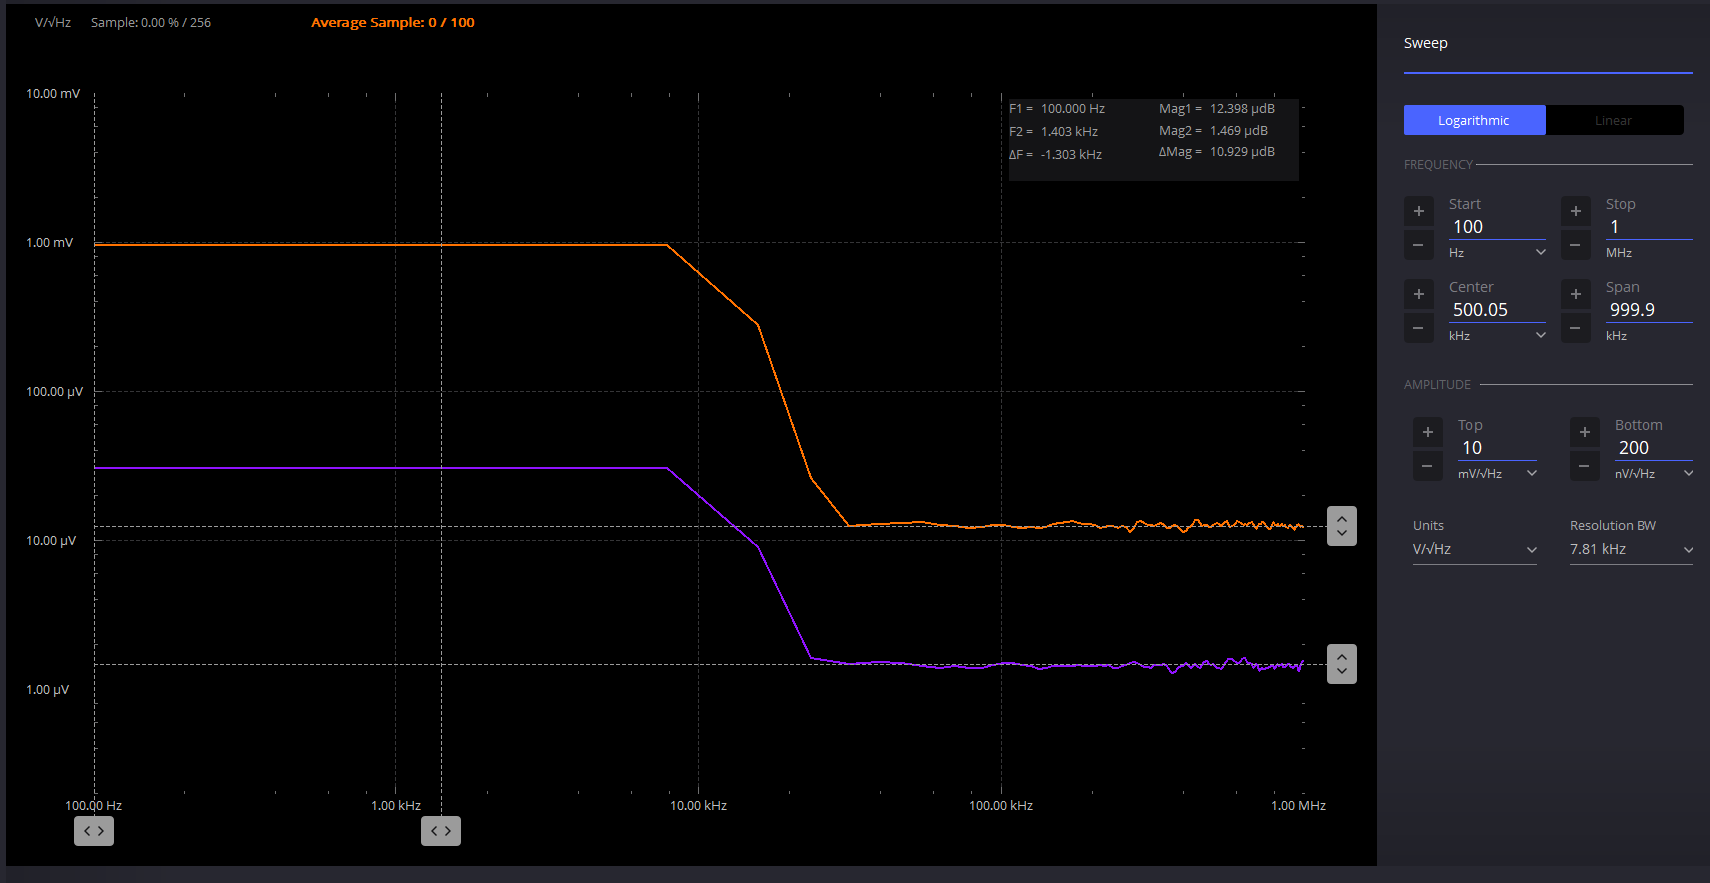 V/√Hz Sample: 0.00 % / 256 Average Sample: 0 / 100
10.00 mV
1.00 mV
100.00 µV
10.00 µV
1.00 µV
F1 = 100.000 Hz Mag1 = 12.398 µdB
F2 = 1.403 kHz Mag2 = 1.469 µdB
ΔF = -1.303 kHz ΔMag = 10.929 µdB
100.00 Hz 1.00 kHz 10.00 kHz 100.00 kHz 1.00 MHz
Sweep
Logarithmic Linear
FREQUENCY
Start Stop
100 1
Hz MHz
Center Span
500.05 999.9
kHz kHz
AMPLITUDE
Top Bottom
10 200
mV/√Hz nV/√Hz
Units Resolution BW
V/√Hz 7.81 kHz